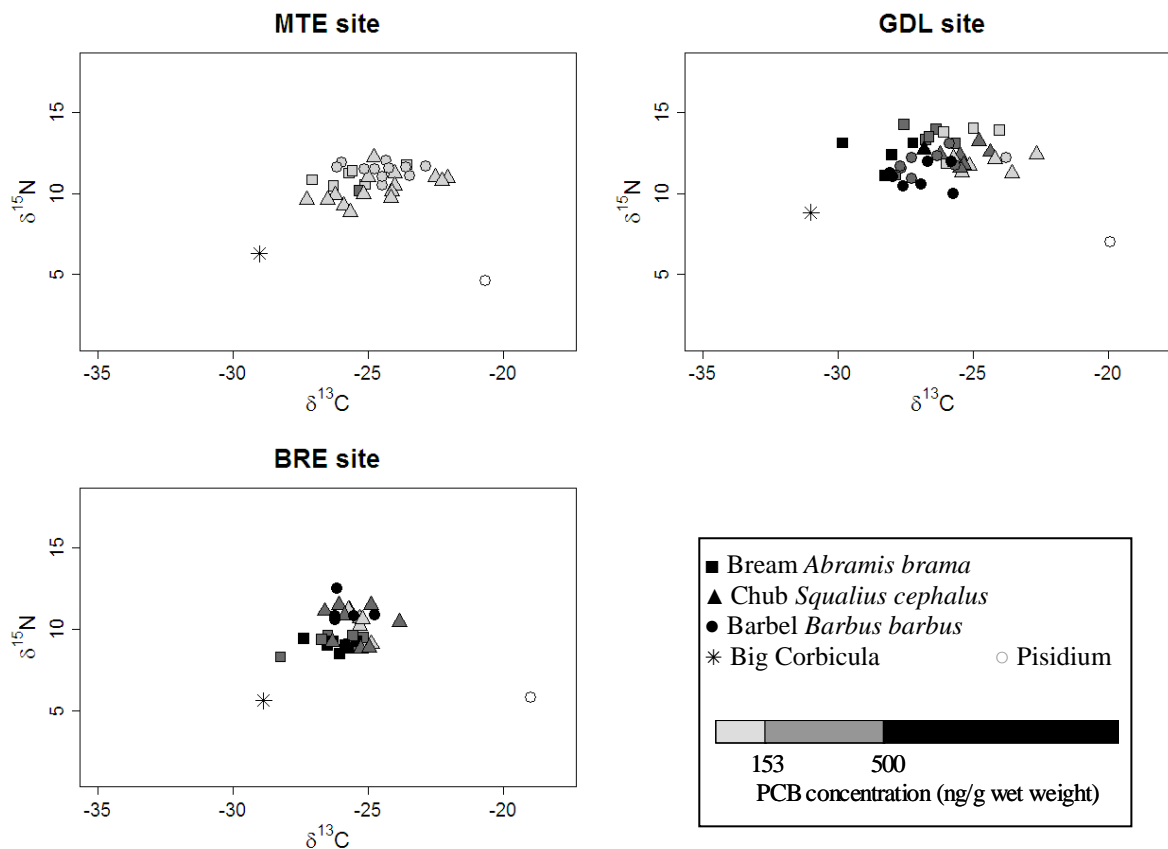 MTE site
GDL site
15
10
5
δ15N
-35 -30 -25 -20
δ13C
15
10
5
δ15N
-35 -30 -25 -20
δ13C
BRE site
15
10
5
δ15N
-35 -30 -25 -20
δ13C
Bream Abramis brama
Chub Squalius cephalus
Barbel Barbus barbus
Big Corbicula Pisidium
153 500
PCB concentration (ng/g wet weight)